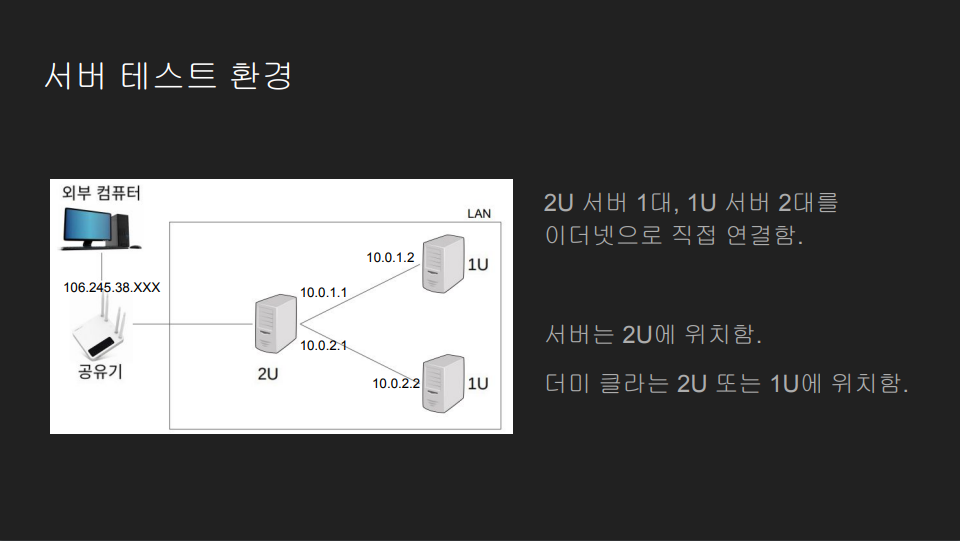 서버 테스트 환경
외부 컴퓨터
LAN
10.0.1.2
1U
106.245.38.XXX
10.0.1.1
10.0.2.1
공유기
2U
10.0.2.2
1U
2U 서버 1대, 1U 서버 2대를
이더넷으로 직접 연결함.
서버는 2U에 위치함.
더미 클라는 2U 또는 1U에 위치함.